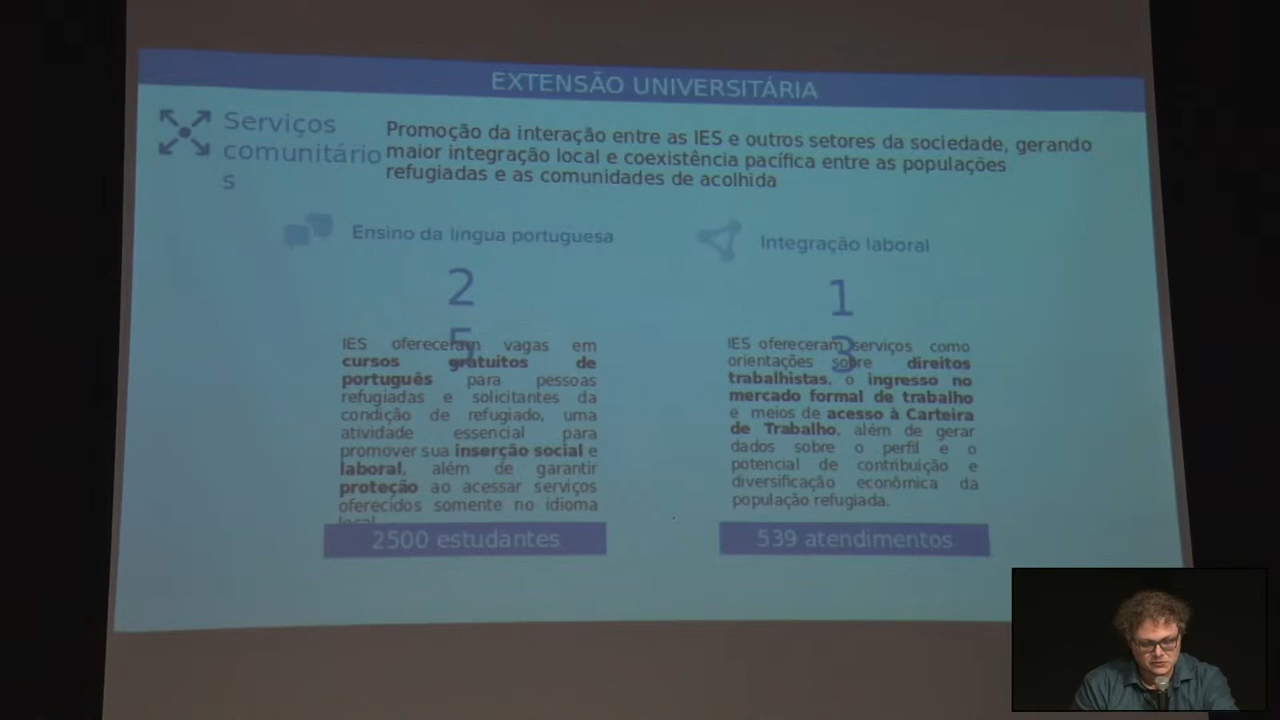 EXTENSÃO UNIVERSITÁRIA
Serviços
comunitário
s
Promoção da interação entre as IES e outros setores da sociedade, gerando
maior integração local e coexistência pacífica entre as populações
refugiadas e as comunidades de acolhida
Ensino da língua portuguesa
2
5
IES ofereceram vagas em
cursos gratuitos de
português para pessoas
refugiadas e solicitantes da
condição de refugiado, uma
atividade essencial para
promover sua inserção social e
laboral, além de garantir
proteção ao acessar serviços
oferecidos somente no idioma
local
2500 estudantes
Integração laboral
1
3
IES ofereceram serviços como
orientações sobre direitos
trabalhistas, o ingresso no
mercado formal de trabalho
e meios de acesso à Carteira
de Trabalho, além de gerar
dados sobre o perfil e o
potencial de contribuição e
diversificação econômica da
população refugiada.
539 atendimentos